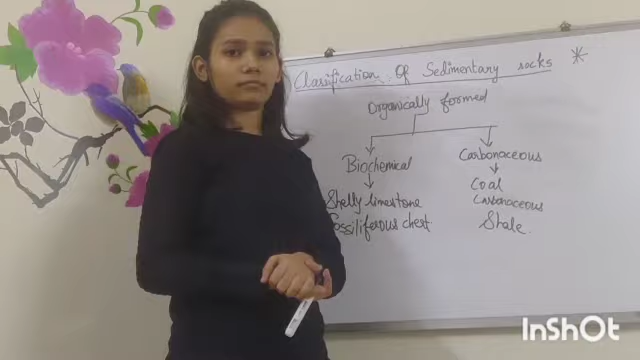 Classification Of Sedimentary rocks *
Organically formed
Biochemical
Carbonaceous
Shelly limestone
Coal
Carbonaceous
Fossiliferous chert
Shale.
InShOt